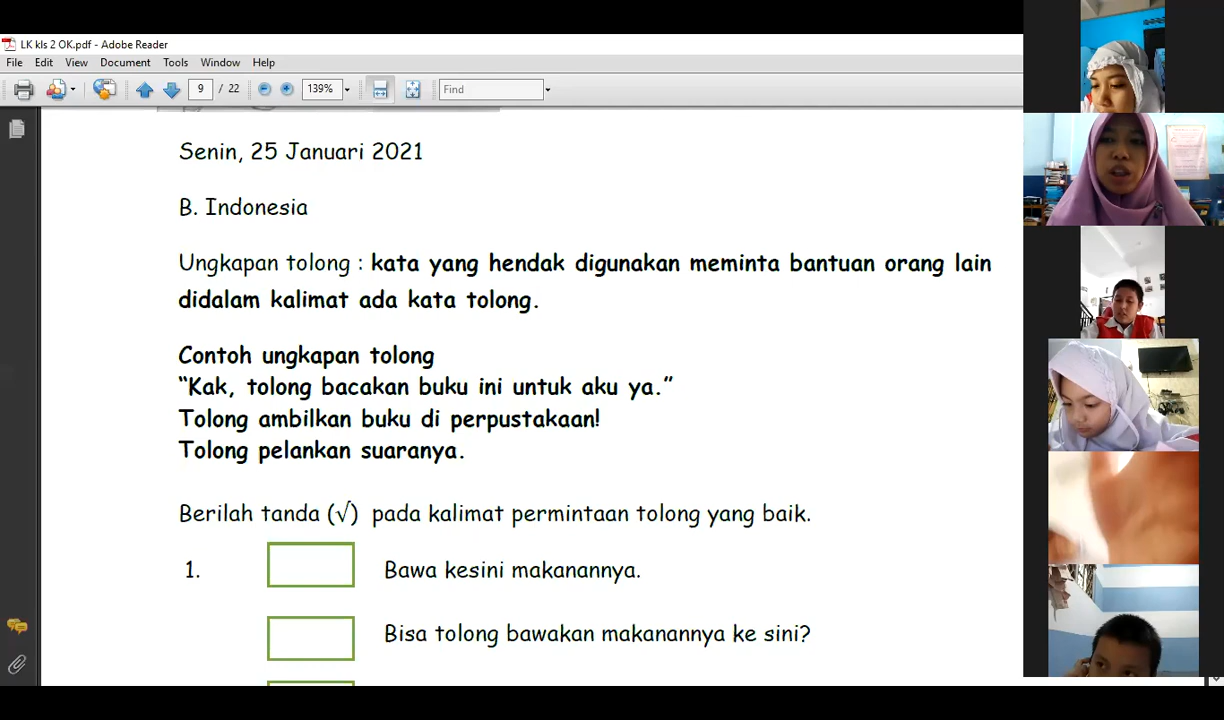 LK kls 2 OK.pdf - Adobe Reader
File Edit View Document Tools Window Help
9 / 22 139% Find
Senin, 25 Januari 2021
B. Indonesia
Ungkapan tolong : kata yang hendak digunakan meminta bantuan orang lain
didalam kalimat ada kata tolong.
Contoh ungkapan tolong
“Kak, tolong bacakan buku ini untuk aku ya.”
Tolong ambilkan buku di perpustakaan!
Tolong pelankan suaranya.
Berilah tanda (√) pada kalimat permintaan tolong yang baik.
1. Bawa kesini makanannya.
Bisa tolong bawakan makanannya ke sini?